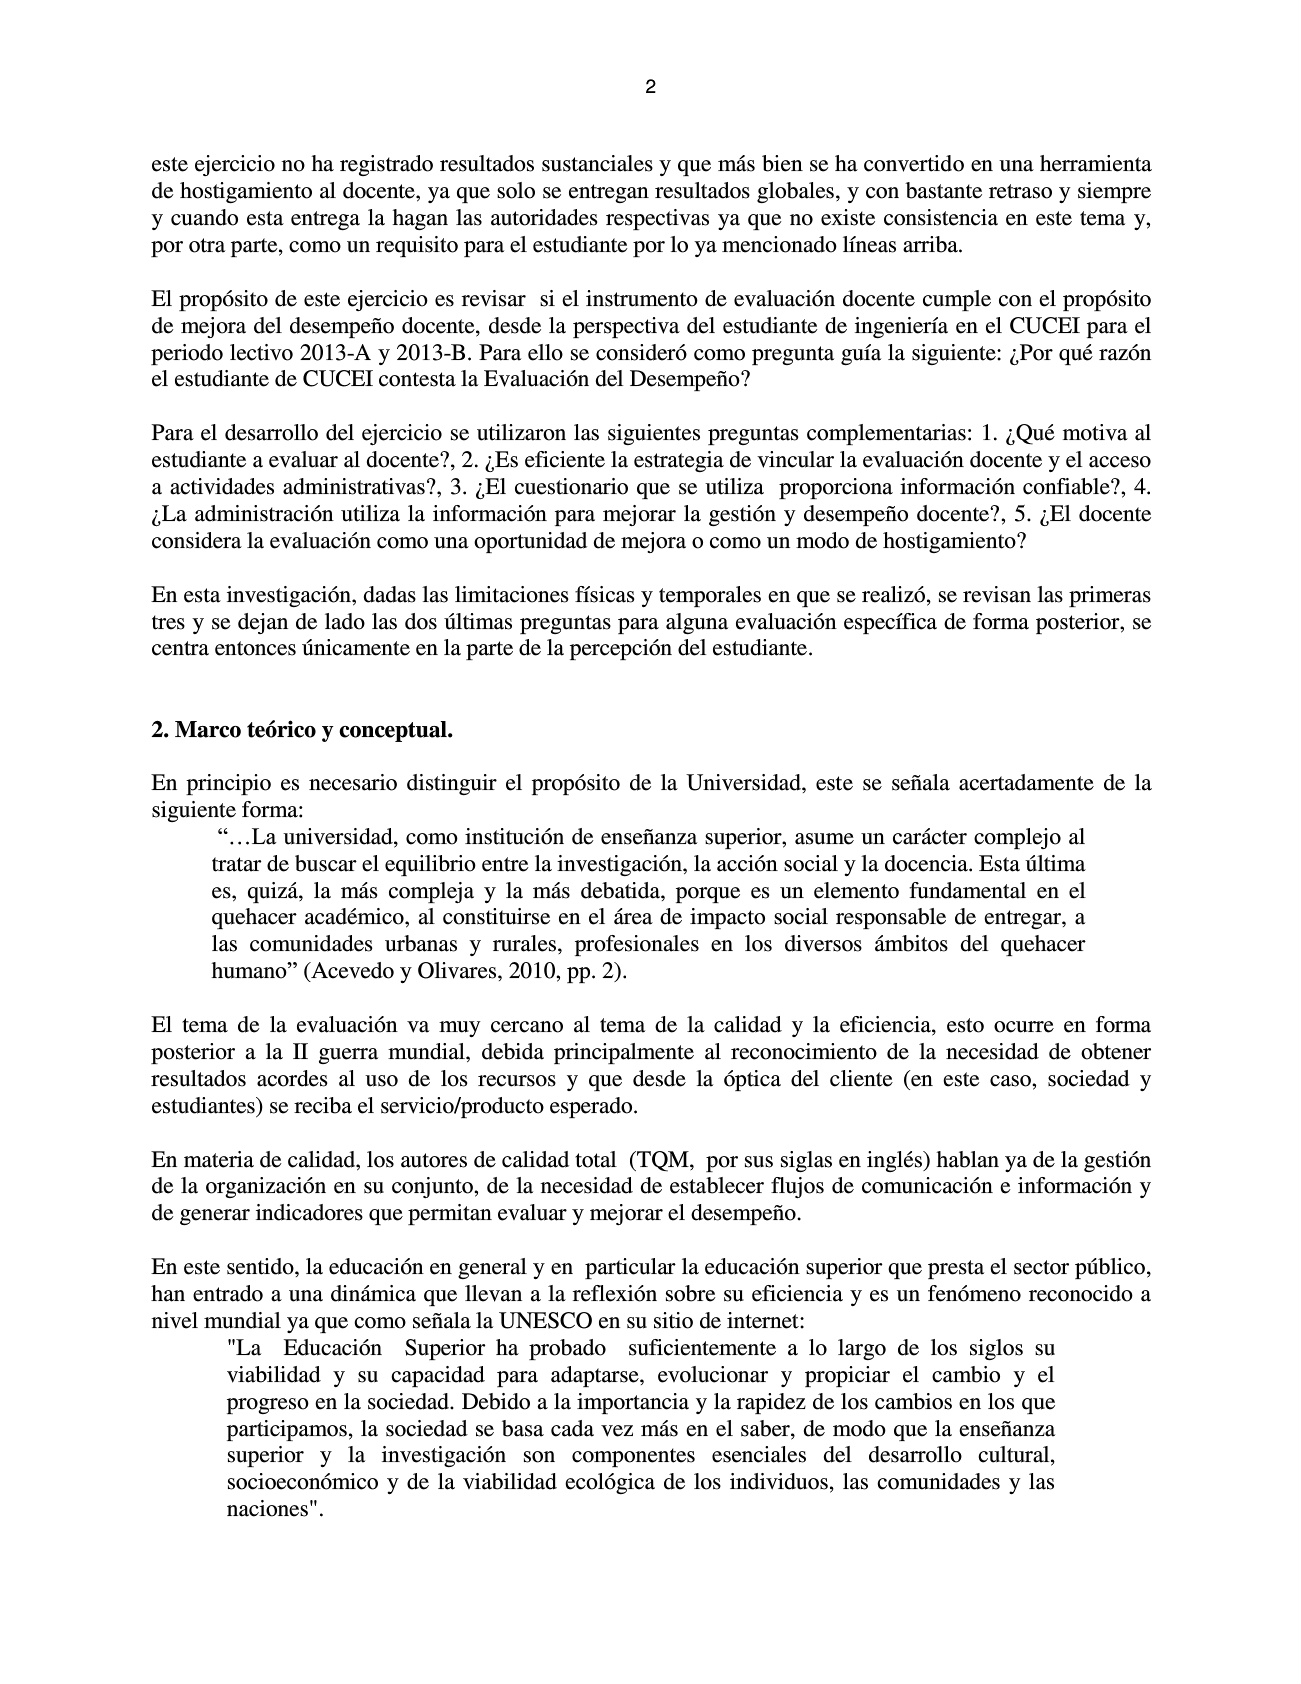 2
este ejercicio no ha registrado resultados sustanciales y que más bien se ha convertido en una herramienta
de hostigamiento al docente, ya que solo se entregan resultados globales, y con bastante retraso y siempre
y cuando esta entrega la hagan las autoridades respectivas ya que no existe consistencia en este tema y,
por otra parte, como un requisito para el estudiante por lo ya mencionado líneas arriba.
El propósito de este ejercicio es revisar si el instrumento de evaluación docente cumple con el propósito
de mejora del desempeño docente, desde la perspectiva del estudiante de ingeniería en el CUCEI para el
periodo lectivo 2013-A y 2013-B. Para ello se consideró como pregunta guía la siguiente: ¿Por qué razón
el estudiante de CUCEI contesta la Evaluación del Desempeño?
Para el desarrollo del ejercicio se utilizaron las siguientes preguntas complementarias: 1. ¿Qué motiva al
estudiante a evaluar al docente?, 2. ¿Es eficiente la estrategia de vincular la evaluación docente y el acceso
a actividades administrativas?, 3. ¿El cuestionario que se utiliza proporciona información confiable?, 4.
¿La administración utiliza la información para mejorar la gestión y desempeño docente?, 5. ¿El docente
considera la evaluación como una oportunidad de mejora o como un modo de hostigamiento?
En esta investigación, dadas las limitaciones físicas y temporales en que se realizó, se revisan las primeras
tres y se dejan de lado las dos últimas preguntas para alguna evaluación específica de forma posterior, se
centra entonces únicamente en la parte de la percepción del estudiante.
2. Marco teórico y conceptual.
En principio es necesario distinguir el propósito de la Universidad, este se señala acertadamente de la
siguiente forma:
“…La universidad, como institución de enseñanza superior, asume un carácter complejo al
tratar de buscar el equilibrio entre la investigación, la acción social y la docencia. Esta última
es, quizá, la más compleja y la más debatida, porque es un elemento fundamental en el
quehacer académico, al constituirse en el área de impacto social responsable de entregar, a
las comunidades urbanas y rurales, profesionales en los diversos ámbitos del quehacer
humano” (Acevedo y Olivares, 2010, pp. 2).
El tema de la evaluación va muy cercano al tema de la calidad y la eficiencia, esto ocurre en forma
posterior a la II guerra mundial, debida principalmente al reconocimiento de la necesidad de obtener
resultados acordes al uso de los recursos y que desde la óptica del cliente (en este caso, sociedad y
estudiantes) se reciba el servicio/producto esperado.
En materia de calidad, los autores de calidad total (TQM, por sus siglas en inglés) hablan ya de la gestión
de la organización en su conjunto, de la necesidad de establecer flujos de comunicación e información y
de generar indicadores que permitan evaluar y mejorar el desempeño.
En este sentido, la educación en general y en particular la educación superior que presta el sector público,
han entrado a una dinámica que llevan a la reflexión sobre su eficiencia y es un fenómeno reconocido a
nivel mundial ya que como señala la UNESCO en su sitio de internet:
"La Educación Superior ha probado suficientemente a lo largo de los siglos su
viabilidad y su capacidad para adaptarse, evolucionar y propiciar el cambio y el
progreso en la sociedad. Debido a la importancia y la rapidez de los cambios en los que
participamos, la sociedad se basa cada vez más en el saber, de modo que la enseñanza
superior y la investigación son componentes esenciales del desarrollo cultural,
socioeconómico y de la viabilidad ecológica de los individuos, las comunidades y las
naciones".